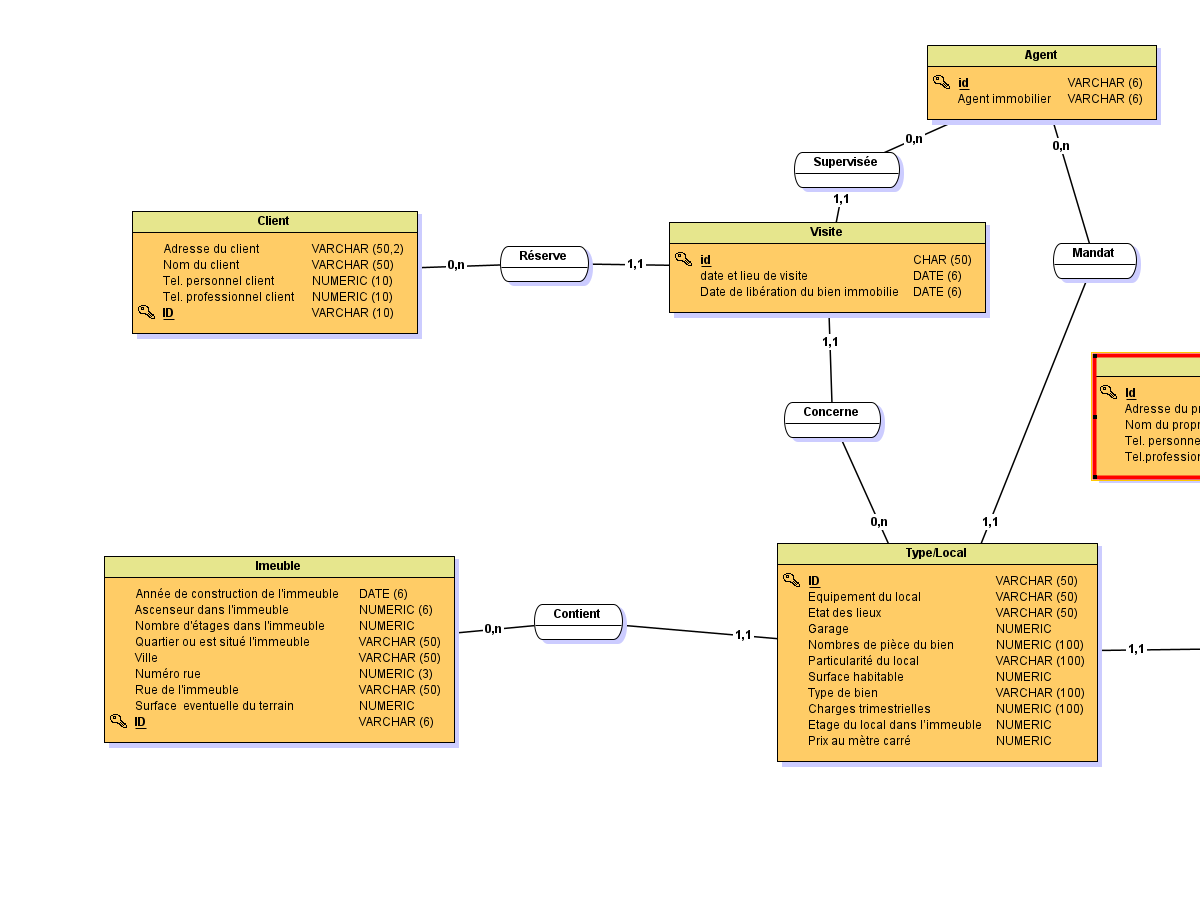 Agent
id VARCHAR (6)
Agent immobilier VARCHAR (6)
0,n
0,n
Supervisée
1,1
Client
Adresse du client VARCHAR (50,2)
Nom du client VARCHAR (50)
Tel. personnel client NUMERIC (10)
Tel. professionnel client NUMERIC (10)
ID VARCHAR (10)
0,n
Réserve
1,1
Visite
id CHAR (50)
date et lieu de visite DATE (6)
Date de libération du bien immobilie DATE (6)
Mandat
1,1
Id
Adresse du pr
Nom du propr
Tel. personne
Tel.profession
Concerne
0,n
1,1
Imeuble
Année de construction de l'immeuble DATE (6)
Ascenseur dans l'immeuble NUMERIC (6)
Nombre d'étages dans l'immeuble NUMERIC
Quartier ou est situé l'immeuble VARCHAR (50)
Ville VARCHAR (50)
Numéro rue NUMERIC (3)
Rue de l'immeuble VARCHAR (50)
Surface eventuelle du terrain NUMERIC
ID VARCHAR (6)
0,n
Contient
1,1
Type/Local
ID VARCHAR (50)
Equipement du local VARCHAR (50)
Etat des lieux VARCHAR (50)
Garage NUMERIC
Nombres de pièce du bien NUMERIC (100)
Particularité du local VARCHAR (100)
Surface habitable NUMERIC
Type de bien VARCHAR (100)
Charges trimestrielles NUMERIC (100)
Etage du local dans l'immeuble NUMERIC
Prix au mètre carré NUMERIC
1,1